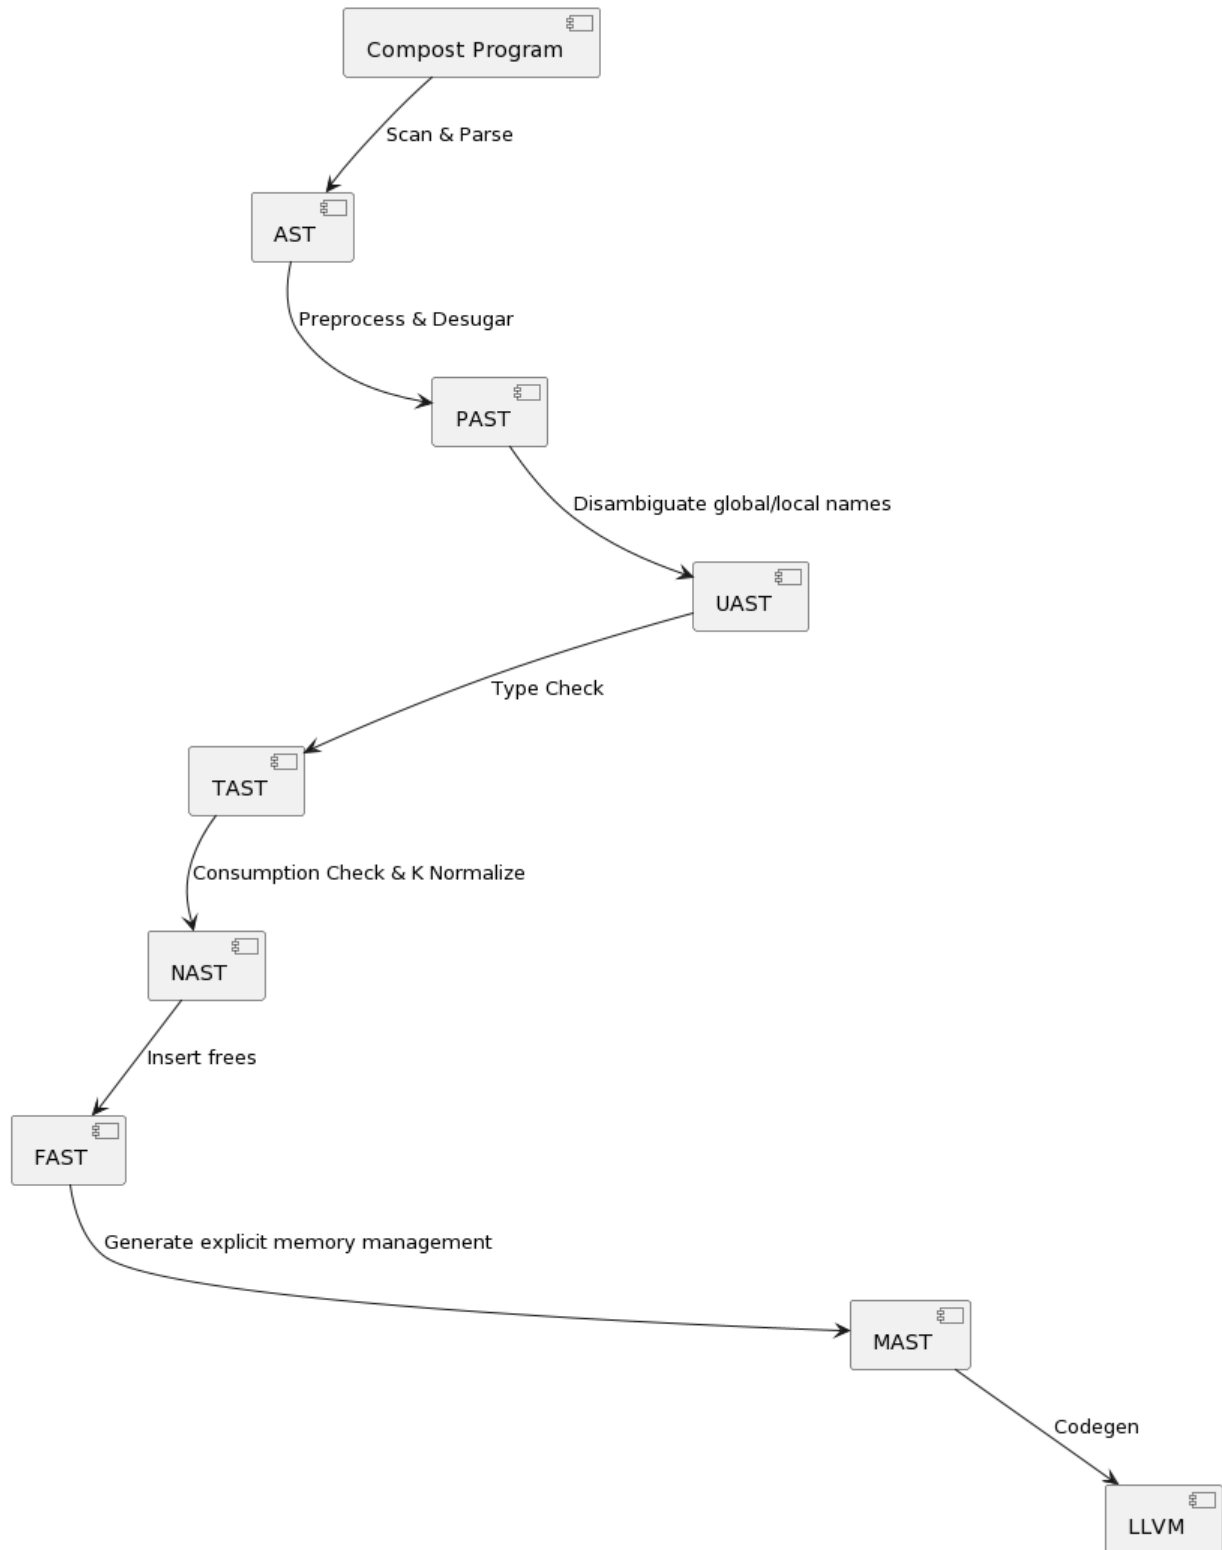 Compost Program
Scan & Parse
AST
Preprocess & Desugar
PAST
Disambiguate global/local names
UAST
Type Check
TAST
Consumption Check & K Normalize
NAST
Insert frees
FAST
Generate explicit memory management
MAST
Codegen
LLVM